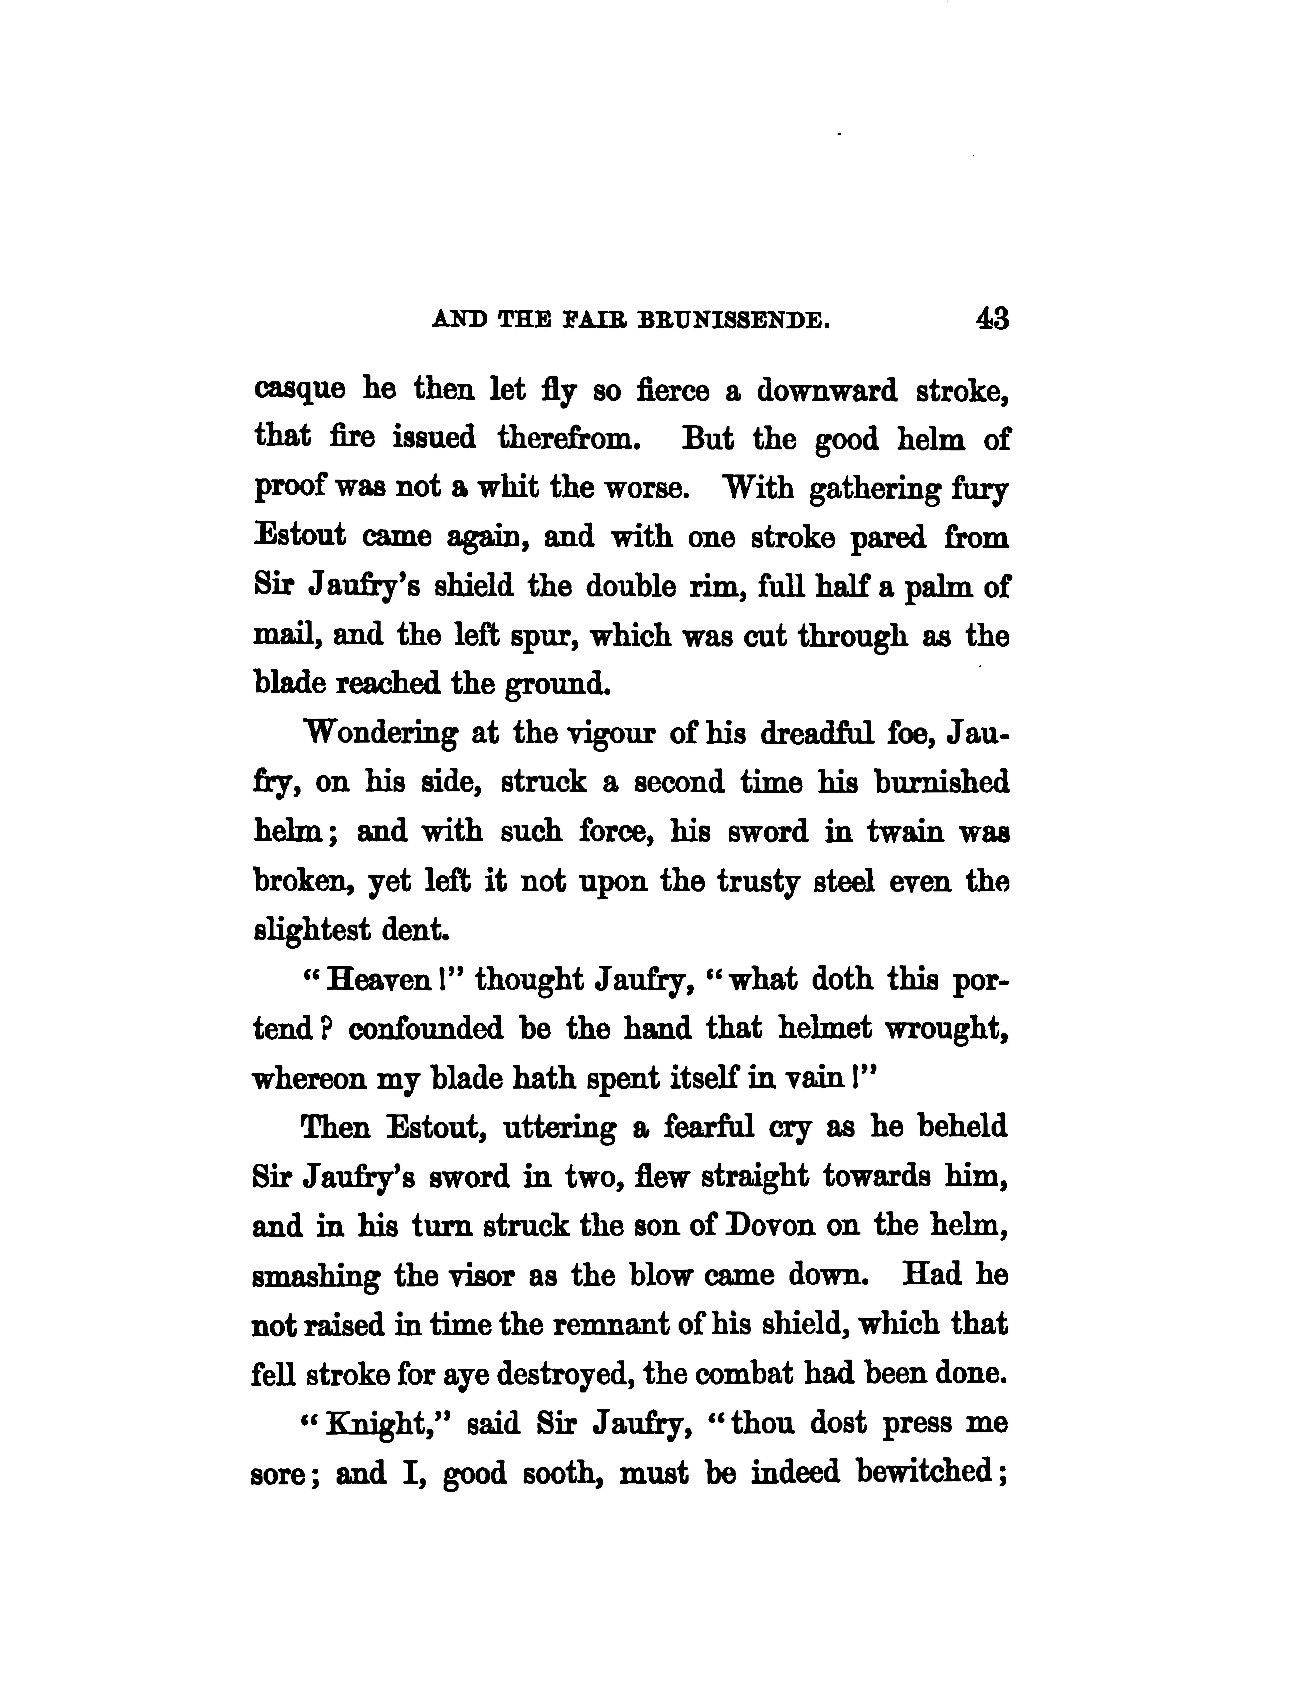 AND THE FAIR BRUNISSENDE. 43
casque he then let fly so fierce a downward stroke,
that fire issued therefrom. But the good helm of
proof was not a whit the worse. With gathering fury
Estout came again, and with one stroke pared from
Sir Jaufry's shield the double rim, full half a palm of
mail, and the left spur, which was cut through as the
blade reached the ground.
Wondering at the vigour of his dreadful foe, Jau-
fry, on his side, struck a second time his burnished
helm; and with such force, his sword in twain was
broken, yet left it not upon the trusty steel even the
slightest dent.
"Heaven!" thought Jaufry, "what doth this por-
tend? confounded be the hand that helmet wrought,
whereon my blade hath spent itself in vain!"
Then Estout, uttering a fearful cry as he beheld
Sir Jaufry's sword in two, flew straight towards him,
and in his turn struck the son of Dovon on the helm,
smashing the visor as the blow came down. Had he
not raised in time the remnant of his shield, which that
fell stroke for aye destroyed, the combat had been done.
"Knight," said Sir Jaufry, "thou dost press me
sore; and I, good sooth, must be indeed bewitched;